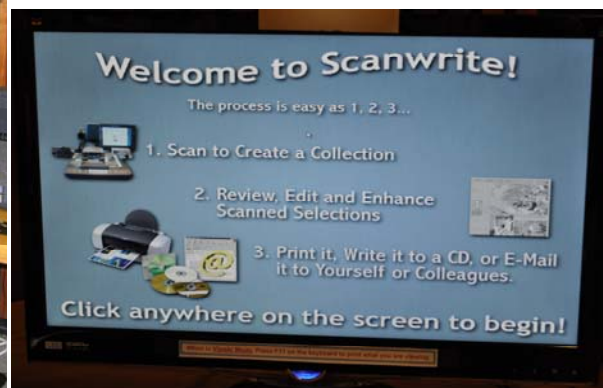 Welcome to Scanwrite!
The process is easy as 1, 2, 3...
1. Scan to Create a Collection
2. Review, Edit and Enhance
Scanned Selections
3. Print it, Write it to a CD, or E-Mail
it to Yourself or Colleagues.
Click anywhere on the screen to begin!